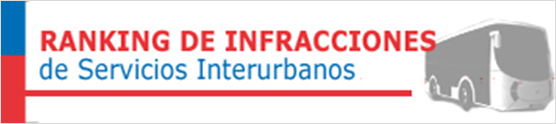 RANKING DE INFRACCIONES
de Servicios Interurbanos